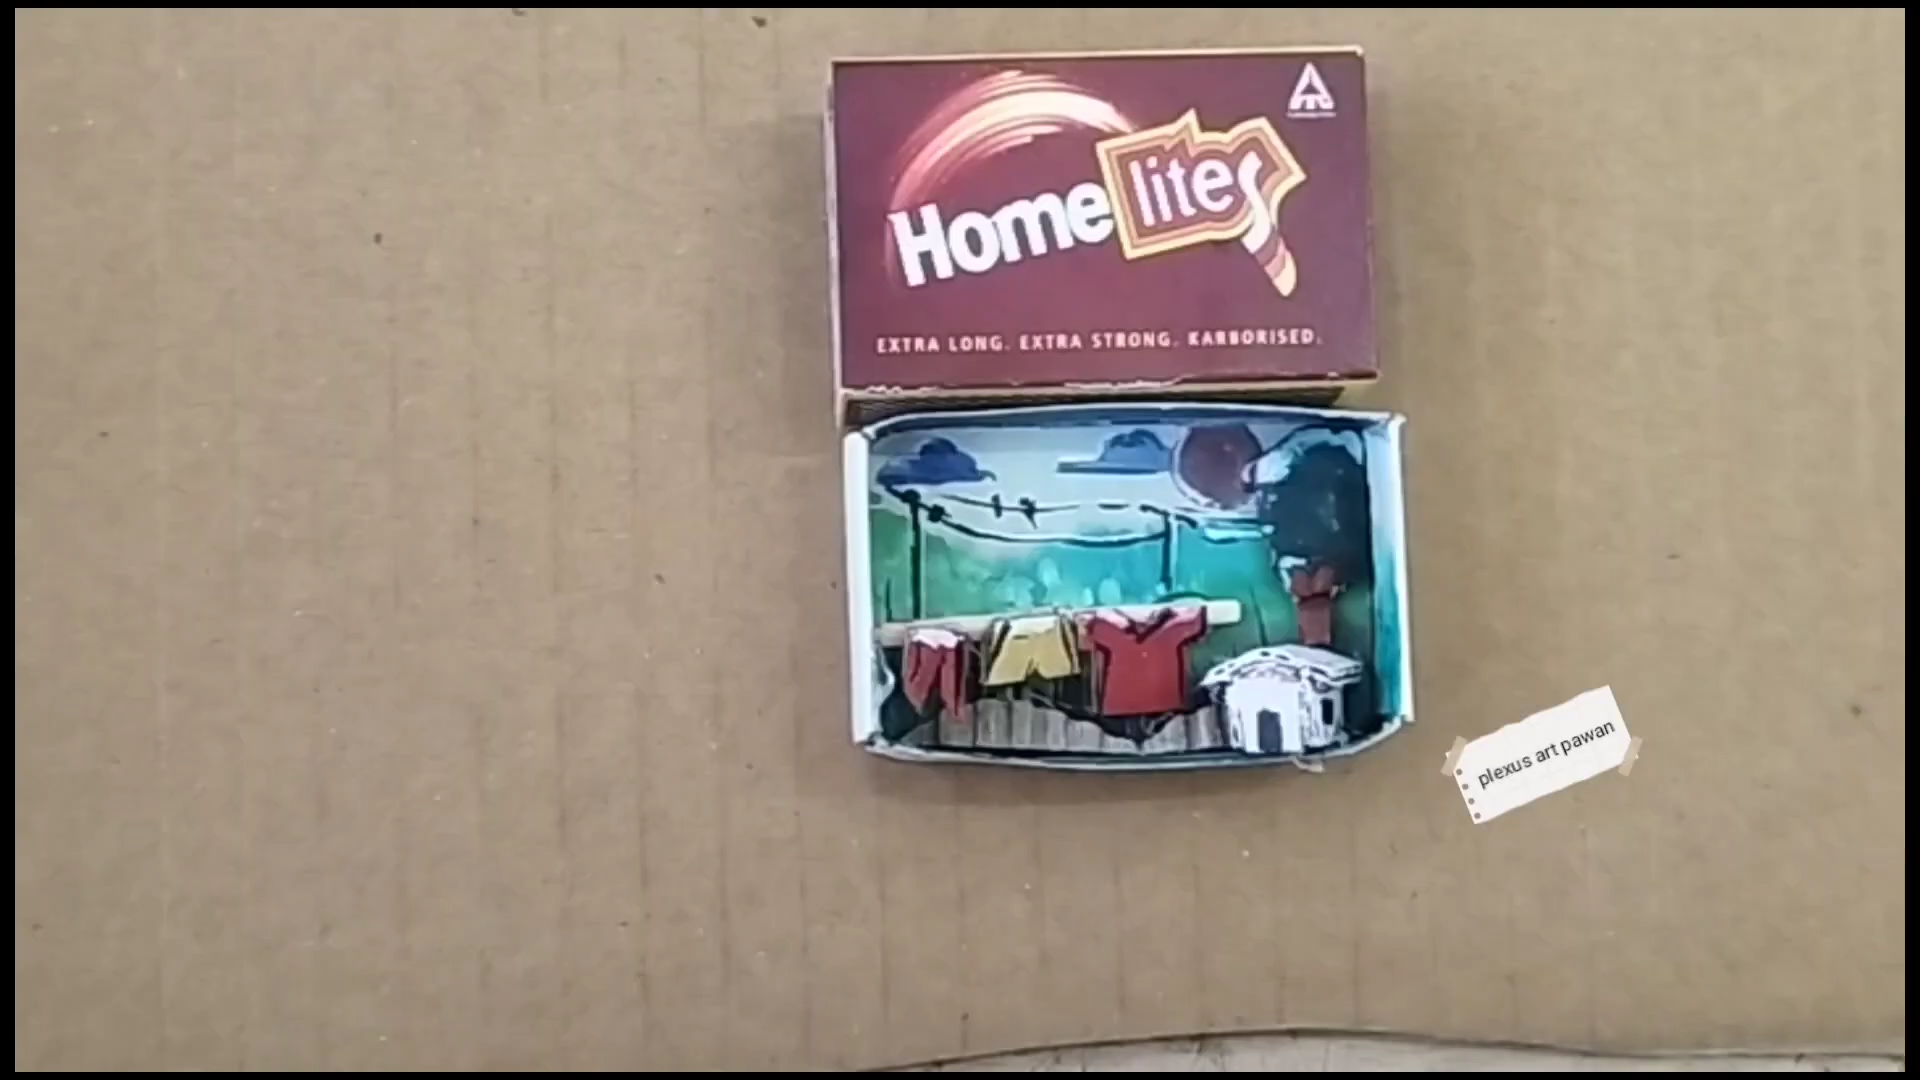 Home lites
EXTRA LONG. EXTRA STRONG. KARBORISED.
plexus art pawan